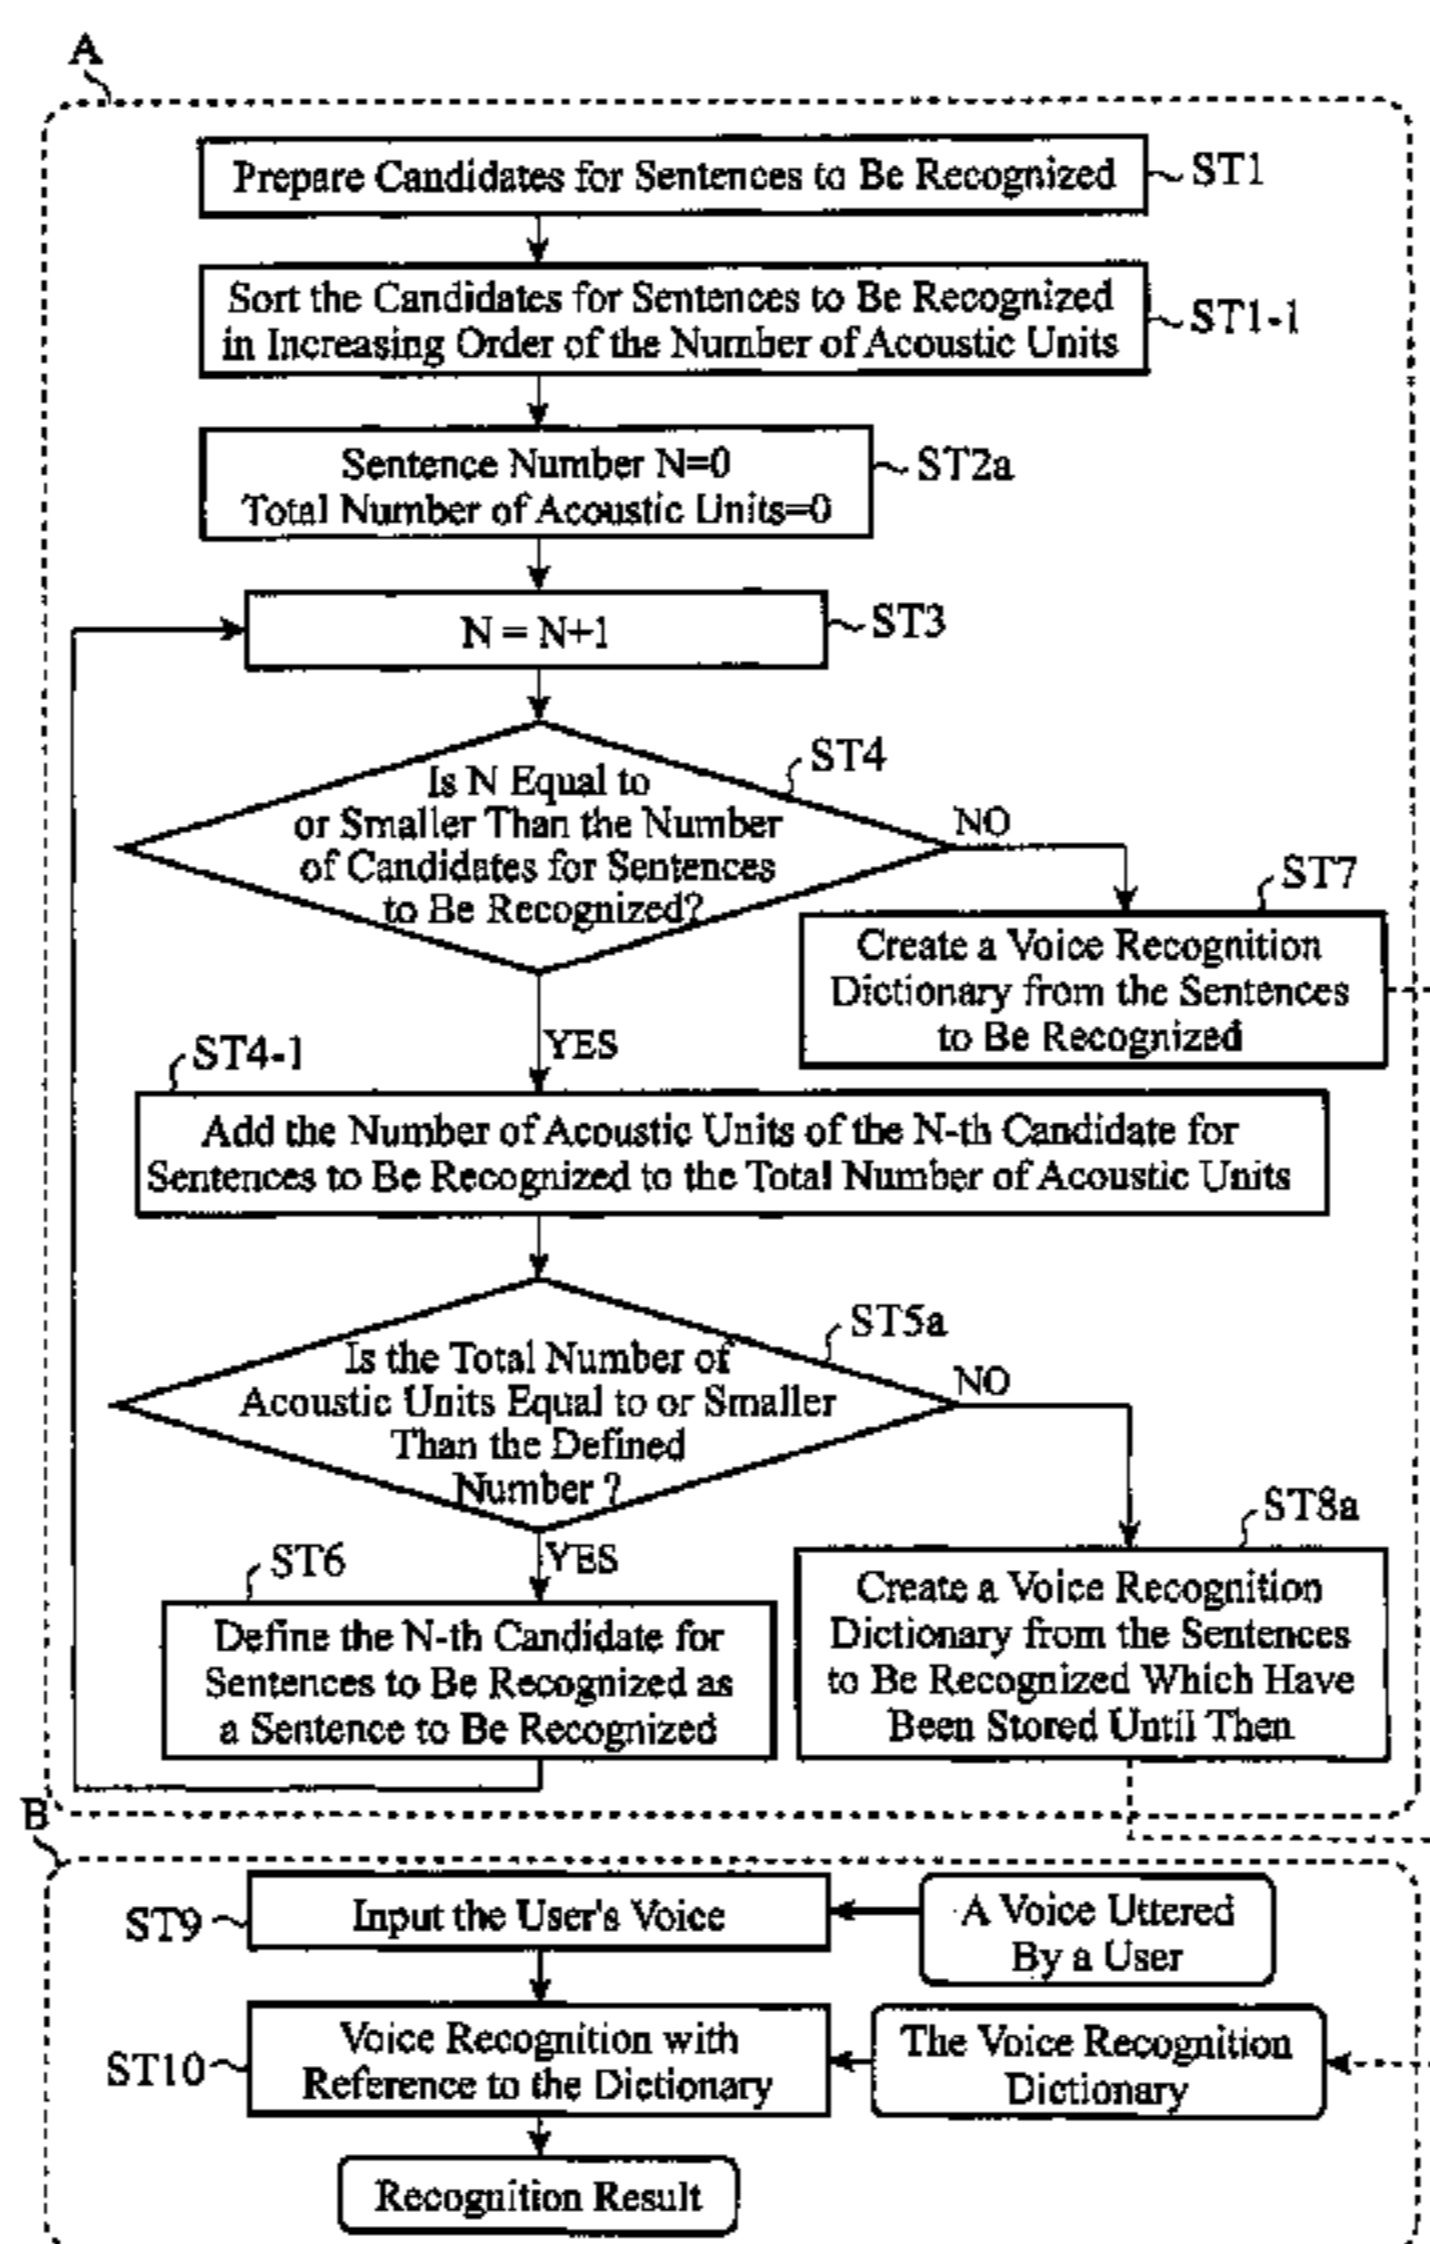 A
Prepare Candidates for Sentences to Be Recognized
ST1
Sort the Candidates for Sentences to Be Recognized
in Increasing Order of the Number of Acoustic Units
ST1-1
Sentence Number N=0
Total Number of Acoustic Units=0
ST2a
N = N+1
ST3
ST4
Is N Equal to
or Smaller Than the Number
of Candidates for Sentences
to Be Recognized?
NO
ST7
Create a Voice Recognition
Dictionary from the Sentences
to Be Recognized
YES
ST4-1
Add the Number of Acoustic Units of the N-th Candidate for
Sentences to Be Recognized to the Total Number of Acoustic Units
ST5a
Is the Total Number of
Acoustic Units Equal to or Smaller
Than the Defined
Number ?
NO
YES
ST6
Define the N-th Candidate for
Sentences to Be Recognized as
a Sentence to Be Recognized
ST8a
Create a Voice Recognition
Dictionary from the Sentences
to Be Recognized Which Have
Been Stored Until Then
B
ST9
Input the User's Voice
A Voice Uttered
By a User
ST10
Voice Recognition with
Reference to the Dictionary
The Voice Recognition
Dictionary
Recognition Result